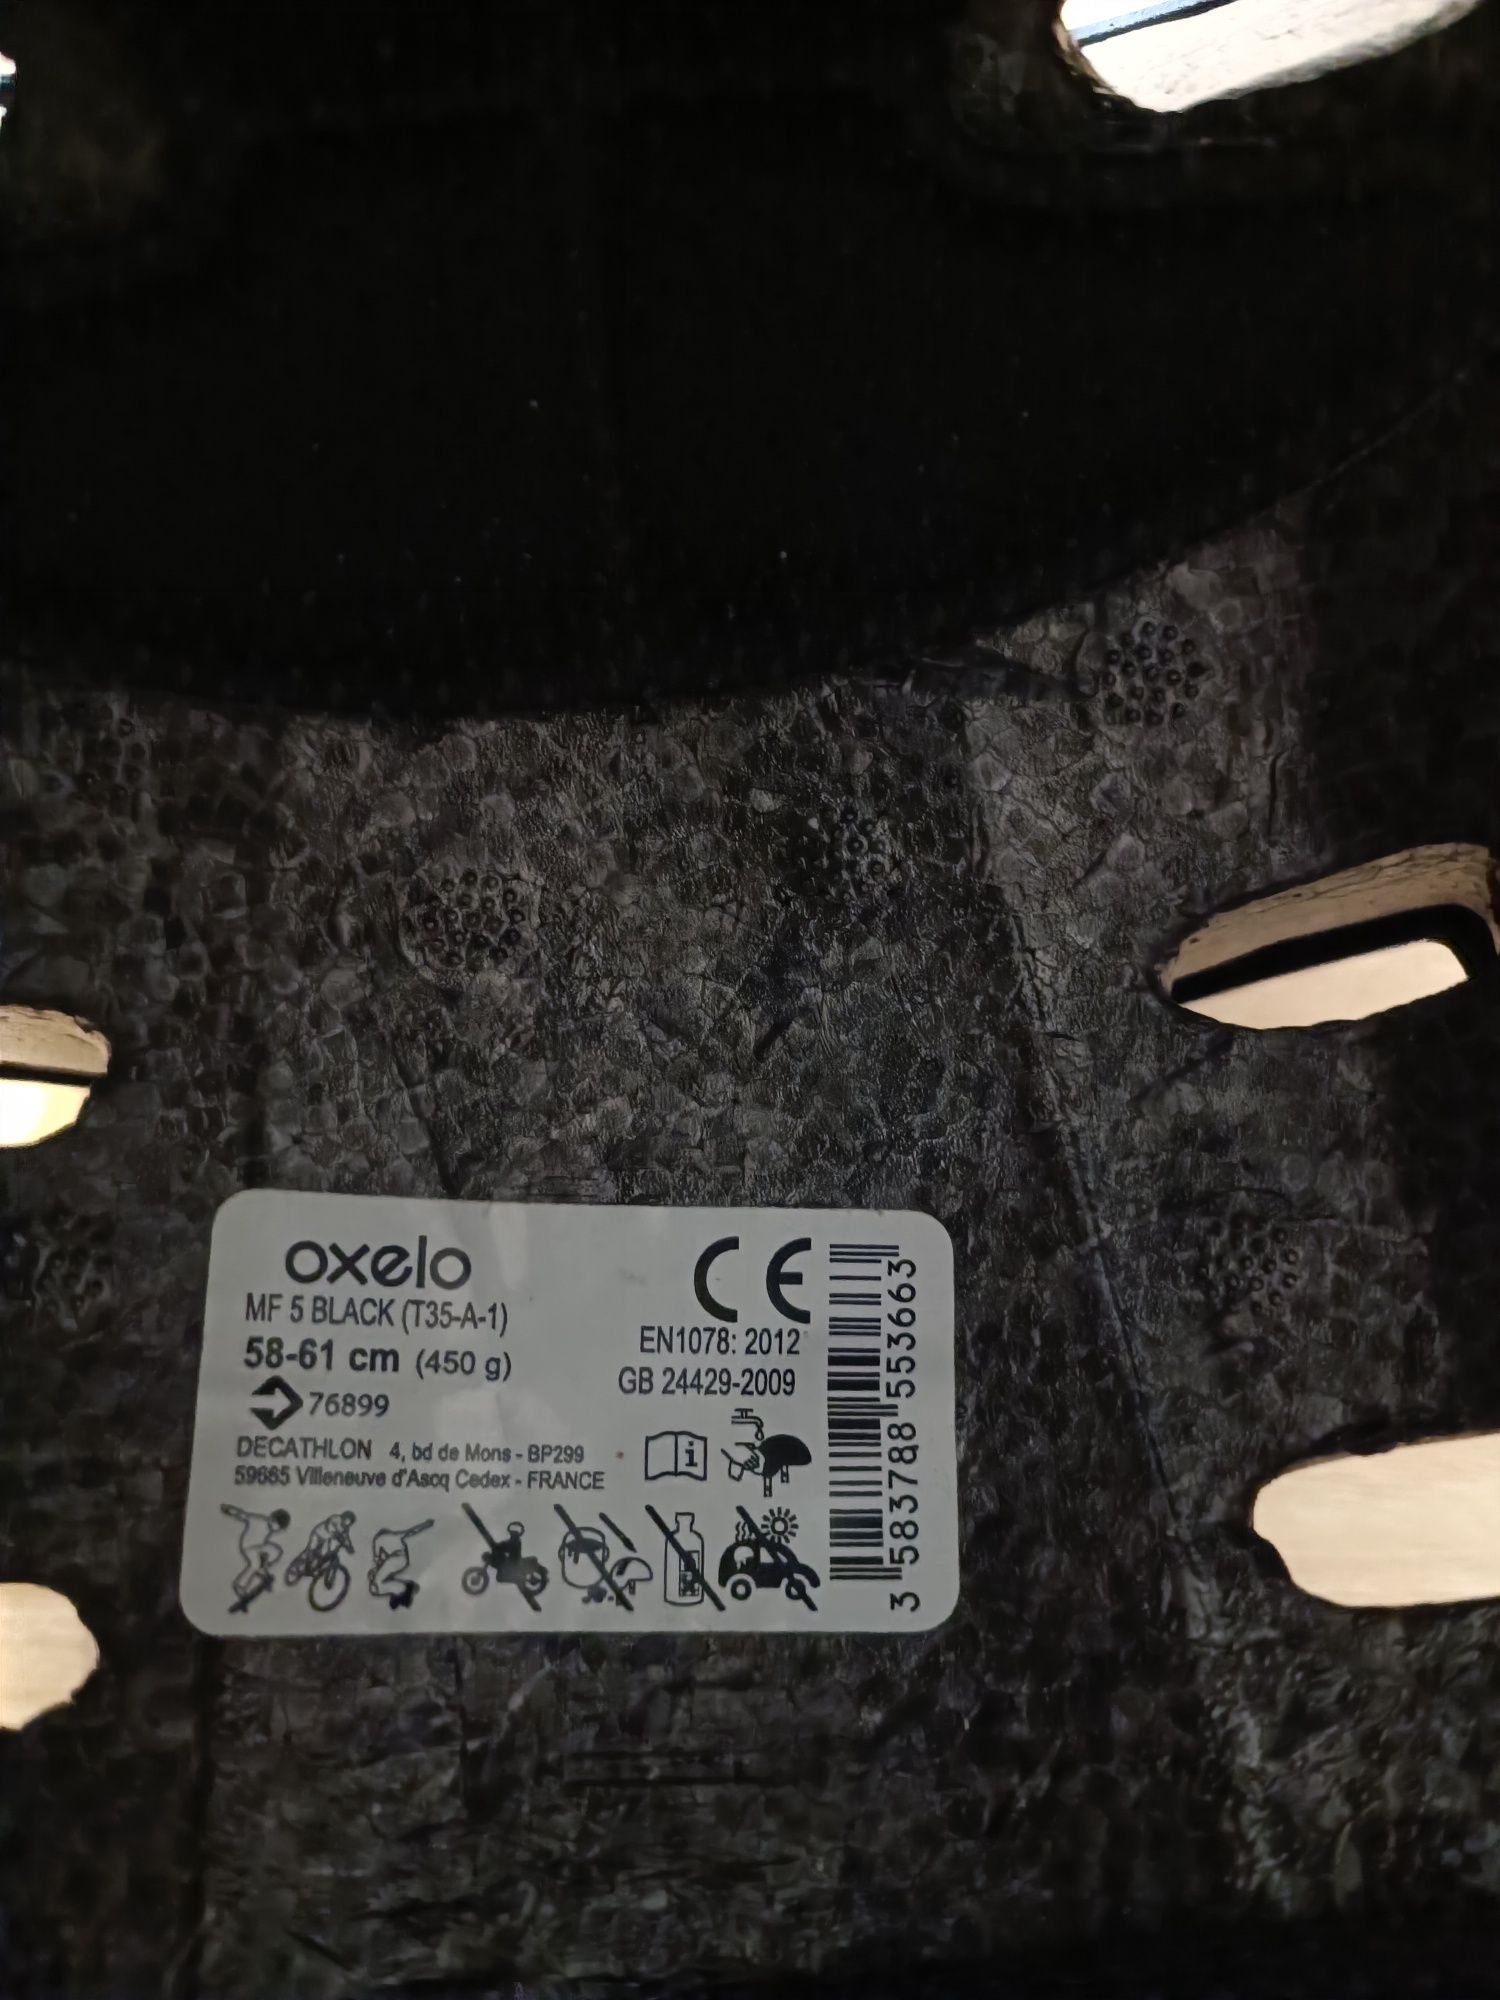 oxelo
MF 5 BLACK (T35-A-1)
58-61 cm (450 g)
76899
DECATHLON 4, bd de Mons - BP299
59665 Villeneuve d'Ascq Cedex - FRANCE
CE
EN1078: 2012
GB 24429-2009
i
3 583788 553663